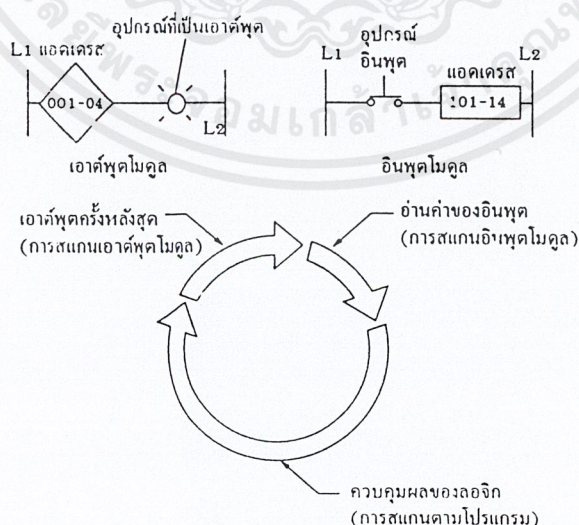 อุปกรณ์ที่เป็นเอาต์พุต
L1 แอดเดรส
001-04
L2
เอาต์พุตโมดูล
L1
อุปกรณ์
อินพุต
L2
แอดเดรส
101-14
อินพุตโมดูล
เอาต์พุตครั้งหลังสุด
(การสแกนเอาต์พุตโมดูล)
อ่านค่าของอินพุต
(การสแกนอินพุตโมดูล)
ควบคุมผลของลอจิก
(การสแกนตามโปรแกรม)